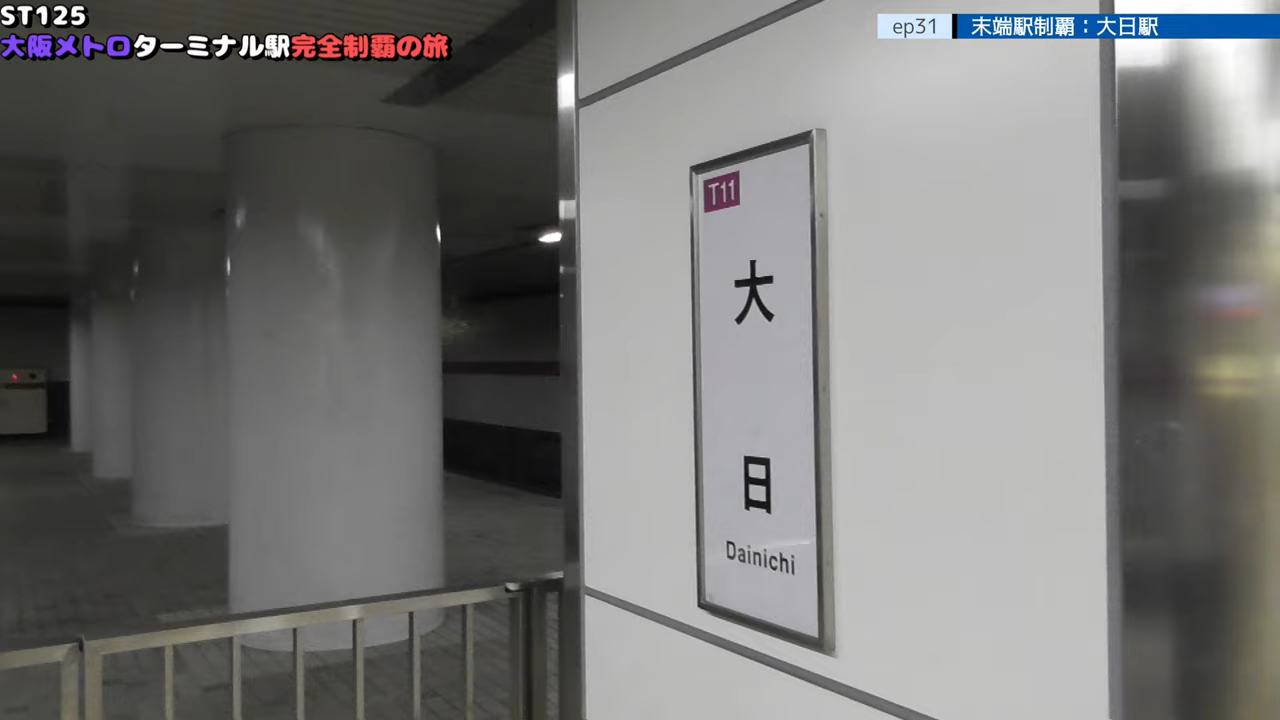 ST125
大阪メトロターミナル駅完全制覇の旅
ep31 末端駅制覇：大日駅
T11
大日
Dainichi